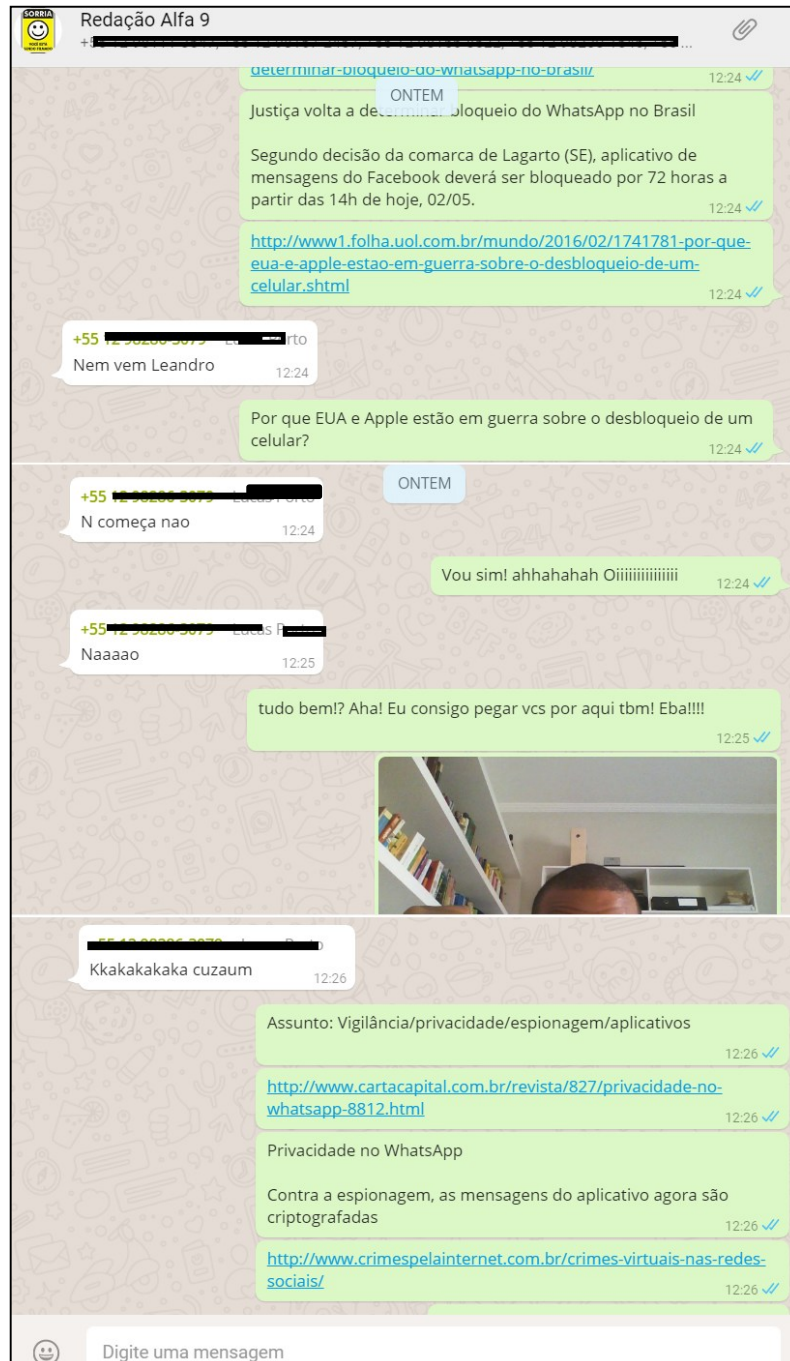 SORRIA
VOCÊ ESTÁ
SENDO FILMADO
Redação Alfa 9
determinar-bloqueio-do-whatsapp-no-brasil/
12:24
ONTEM
Justiça volta a determinar bloqueio do WhatsApp no Brasil
Segundo decisão da comarca de Lagarto (SE), aplicativo de
mensagens do Facebook deverá ser bloqueado por 72 horas a
partir das 14h de hoje, 02/05.
12:24
http://www1.folha.uol.com.br/mundo/2016/02/1741781-por-que-
eua-e-apple-estao-em-guerra-sobre-o-desbloqueio-de-um-
celular.shtml
12:24
+55
Nem vem Leandro
12:24
Por que EUA e Apple estão em guerra sobre o desbloqueio de um
celular?
12:24
ONTEM
+55
N começa nao
12:24
Vou sim! ahhahahah Oiiiiiiiiiiiiiii
12:24
+55
Naaaao
12:25
tudo bem!? Aha! Eu consigo pegar vcs por aqui tbm! Eba!!!!
12:25
Kkakakakaka cuzaum
12:26
Assunto: Vigilância/privacidade/espionagem/aplicativos
12:26
http://www.cartacapital.com.br/revista/827/privacidade-no-
whatsapp-8812.html
12:26
Privacidade no WhatsApp
Contra a espionagem, as mensagens do aplicativo agora são
criptografadas
12:26
http://www.crimespelainternet.com.br/crimes-virtuais-nas-redes-
sociais/
12:26
Digite uma mensagem